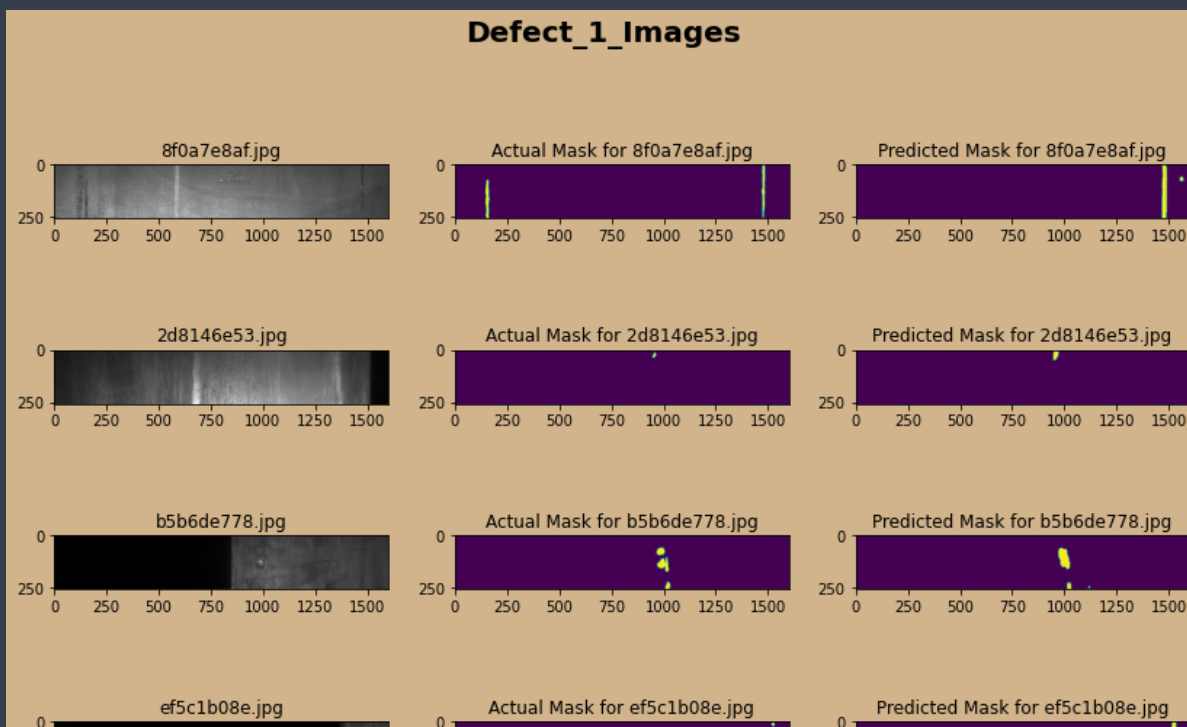 Defect_1_Images
8f0a7e8af.jpg Actual Mask for 8f0a7e8af.jpg Predicted Mask for 8f0a7e8af.jpg
0 0 0
250 250 250
0 250 500 750 1000 1250 1500 0 250 500 750 1000 1250 1500 0 250 500 750 1000 1250 1500
2d8146e53.jpg Actual Mask for 2d8146e53.jpg Predicted Mask for 2d8146e53.jpg
0 0 0
250 250 250
0 250 500 750 1000 1250 1500 0 250 500 750 1000 1250 1500 0 250 500 750 1000 1250 1500
b5b6de778.jpg Actual Mask for b5b6de778.jpg Predicted Mask for b5b6de778.jpg
0 0 0
250 250 250
0 250 500 750 1000 1250 1500 0 250 500 750 1000 1250 1500 0 250 500 750 1000 1250 1500
ef5c1b08e.jpg Actual Mask for ef5c1b08e.jpg Predicted Mask for ef5c1b08e.jpg
0 0 0